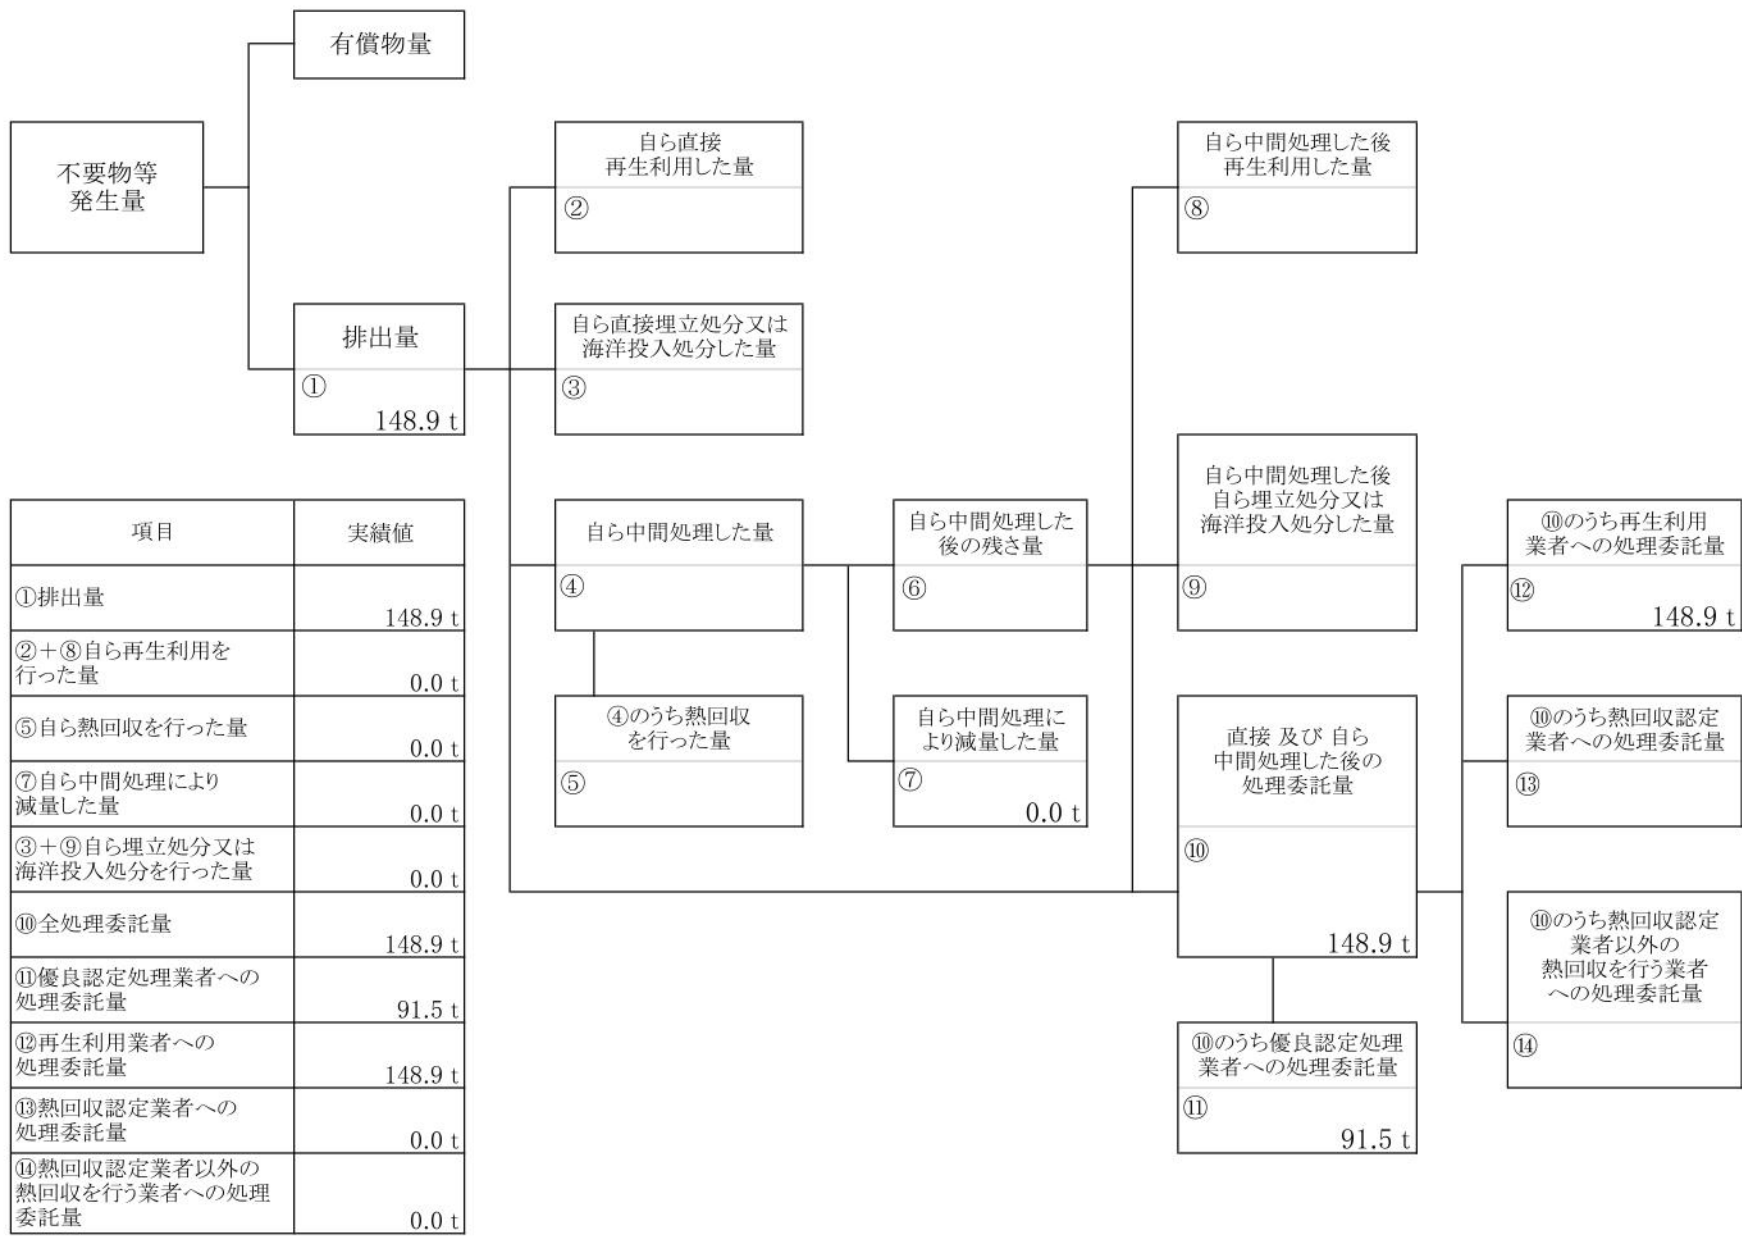 有償物量
不要物等
発生量
自ら直接
再生利用した量
②
自ら中間処理した後
再生利用した量
⑧
排出量
①
148.9 t
自ら直接埋立処分又は
海洋投入処分した量
③
自ら中間処理した量
④
自ら中間処理した
後の残さ量
⑥
自ら中間処理した後
自ら埋立処分又は
海洋投入処分した量
⑨
⑩のうち再生利用
業者への処理委託量
⑫
148.9 t
④のうち熱回収
を行った量
⑤
自ら中間処理に
より減量した量
⑦
0.0 t
直接 及び 自ら
中間処理した後の
処理委託量
⑩
148.9 t
⑩のうち熱回収認定
業者への処理委託量
⑬
⑩のうち熱回収認定
業者以外の
熱回収を行う業者
への処理委託量
⑭
⑩のうち優良認定処理
業者への処理委託量
⑪
91.5 t
項目 実績値
①排出量
148.9 t
②＋⑧自ら再生利用を
行った量
0.0 t
⑤自ら熱回収を行った量
0.0 t
⑦自ら中間処理により
減量した量
0.0 t
③＋⑨自ら埋立処分又は
海洋投入処分を行った量
0.0 t
⑩全処理委託量
148.9 t
⑪優良認定処理業者への
処理委託量
91.5 t
⑫再生利用業者への
処理委託量
148.9 t
⑬熱回収認定業者への
処理委託量
0.0 t
⑭熱回収認定業者以外の
熱回収を行う業者への処理
委託量
0.0 t